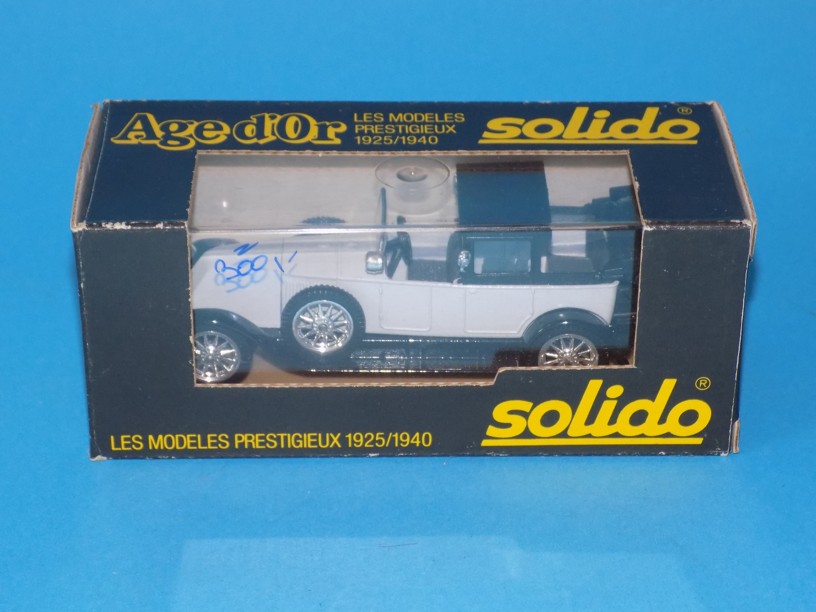 Age d'Or
LES MODELES
PRESTIGIEUX
1925/1940
solido®
LES MODELES PRESTIGIEUX 1925/1940
solido®